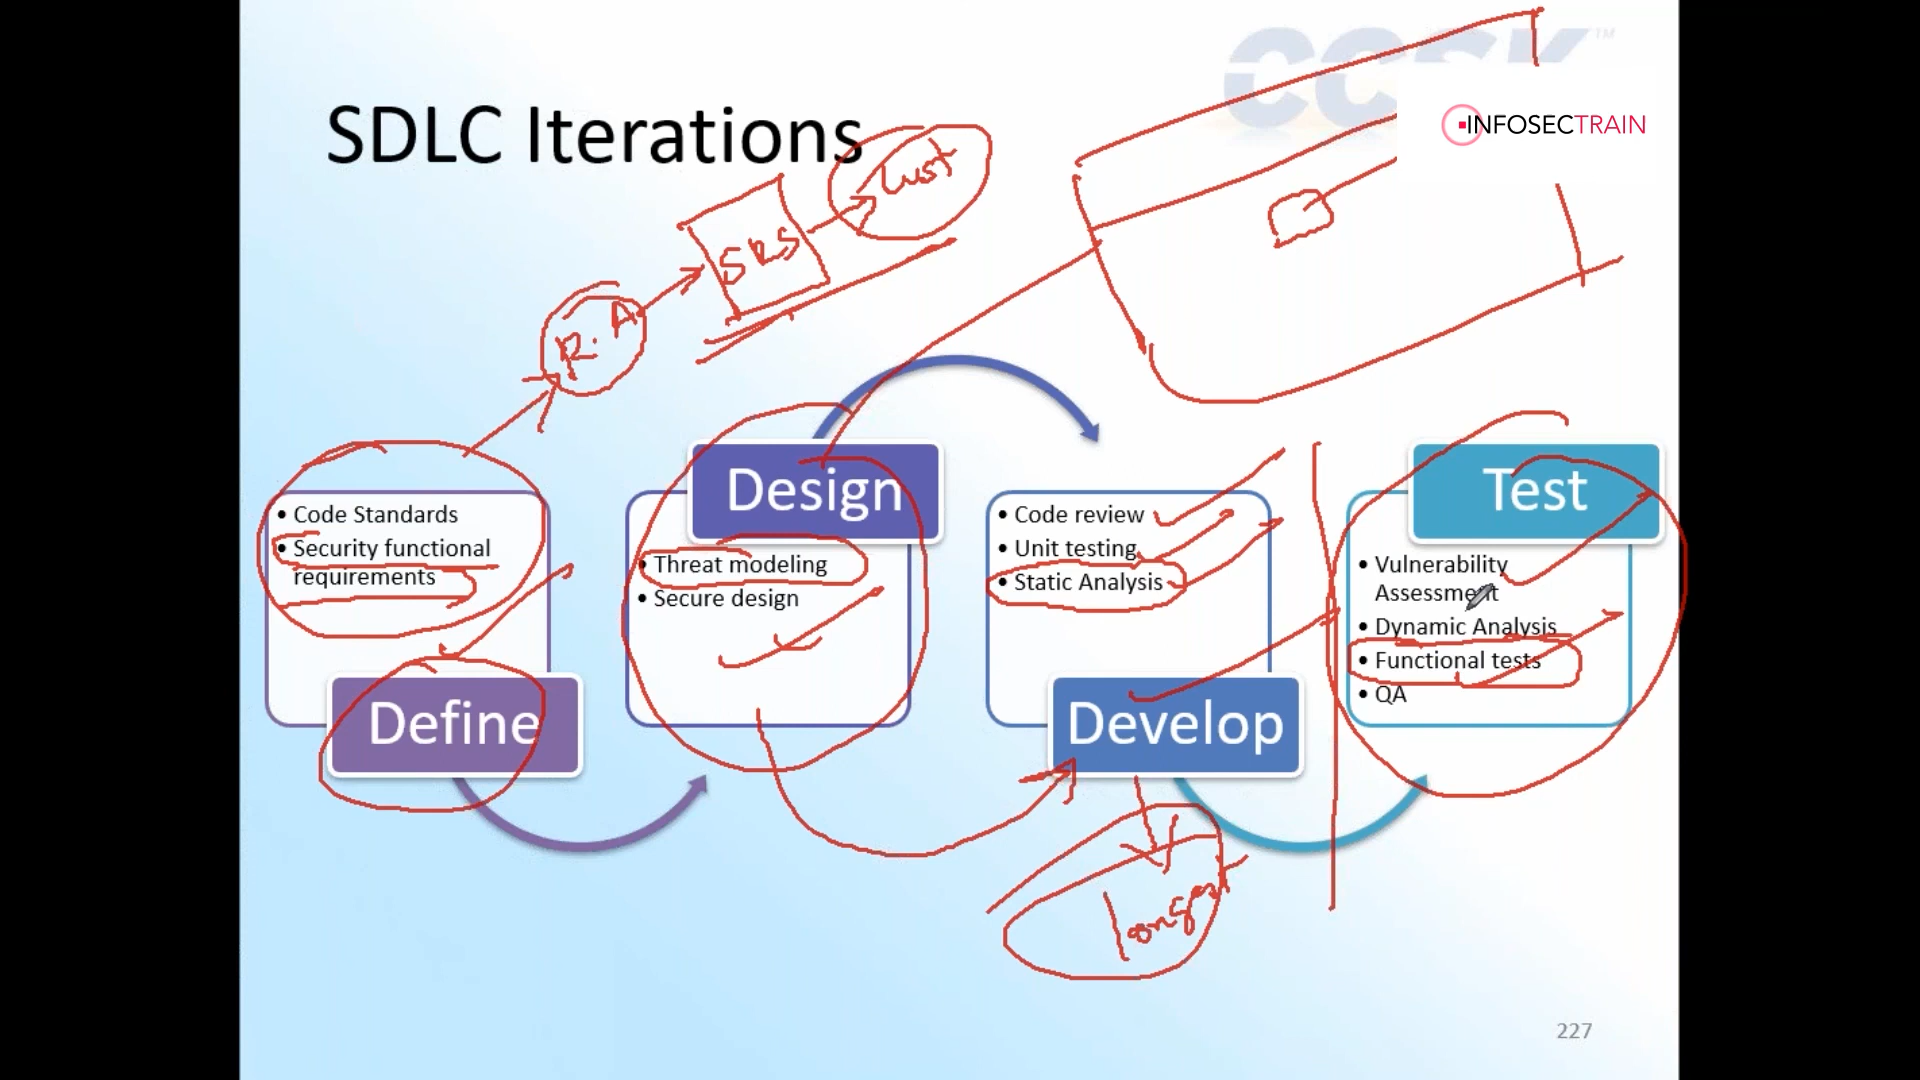 CCSK™
INFOSECTRAIN
SDLC Iterations
Cust
SRS
R.A
• Code Standards
• Security functional
requirements
Define
Design
• Threat modeling
• Secure design
• Code review
• Unit testing
• Static Analysis
Develop
longest
Test
• Vulnerability
Assessment
• Dynamic Analysis
• Functional tests
• QA
227